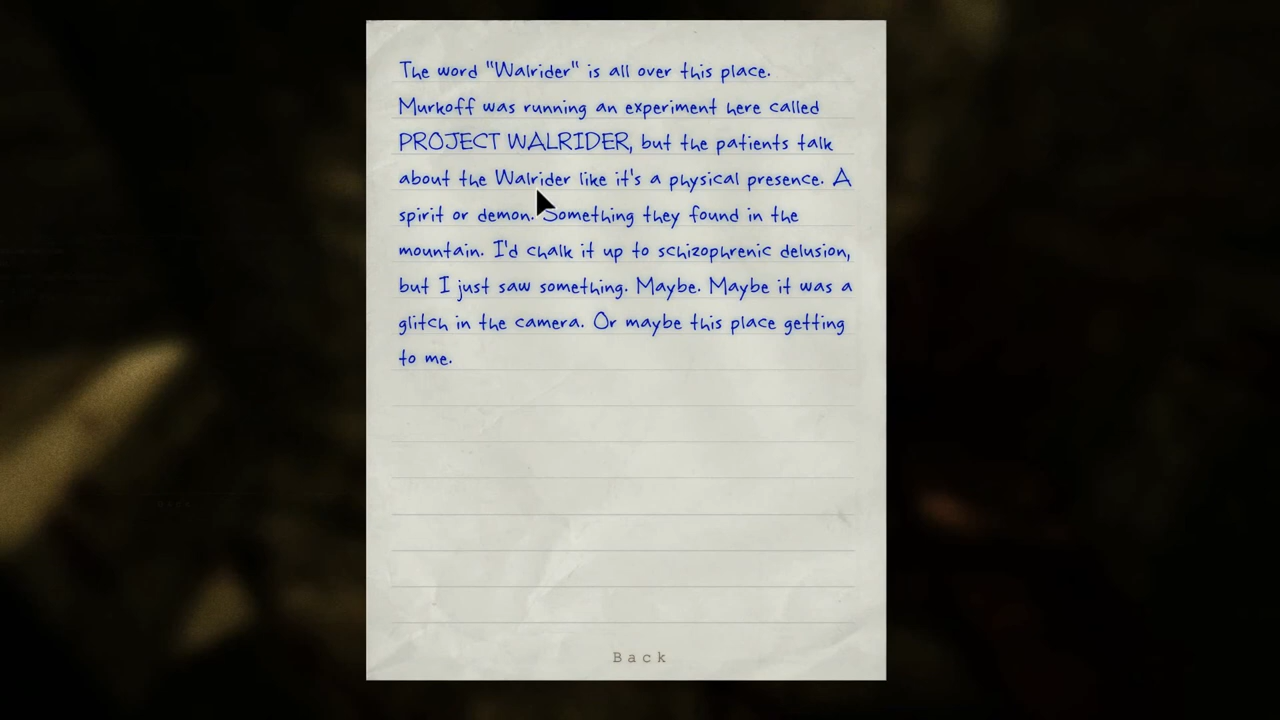 The word "Walrider" is all over this place.
Murkoff was running an experiment here called
PROJECT WALRIDER, but the patients talk
about the Walrider like it's a physical presence. A
spirit or demon. Something they found in the
mountain. I'd chalk it up to schizophrenic delusion,
but I just saw something. Maybe. Maybe it was a
glitch in the camera. Or maybe this place getting
to me.
Back